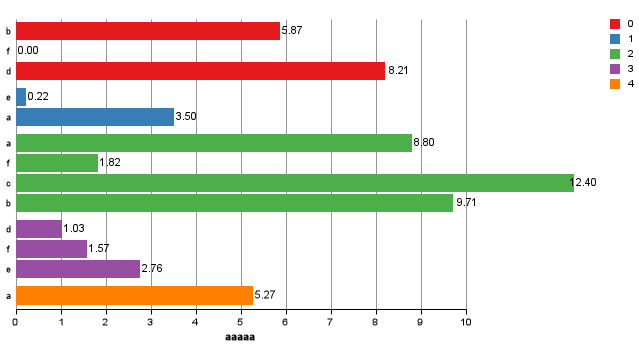 b 5.87
f 0.00
d 8.21
e 0.22
a 3.50
a 8.80
f 1.82
c 12.40
b 9.71
d 1.03
f 1.57
e 2.76
a 5.27
0 1 2 3 4 5 6 7 8 9 10
aaaaa
0
1
2
3
4